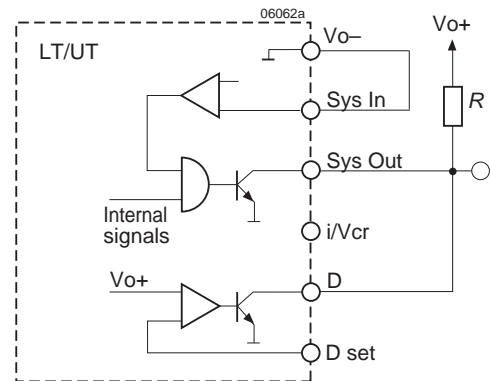 06062a
Vo–
Vo+
LT/UT
Sys In
R
Sys Out
Internal
signals
i/Vcr
Vo+
D
D set